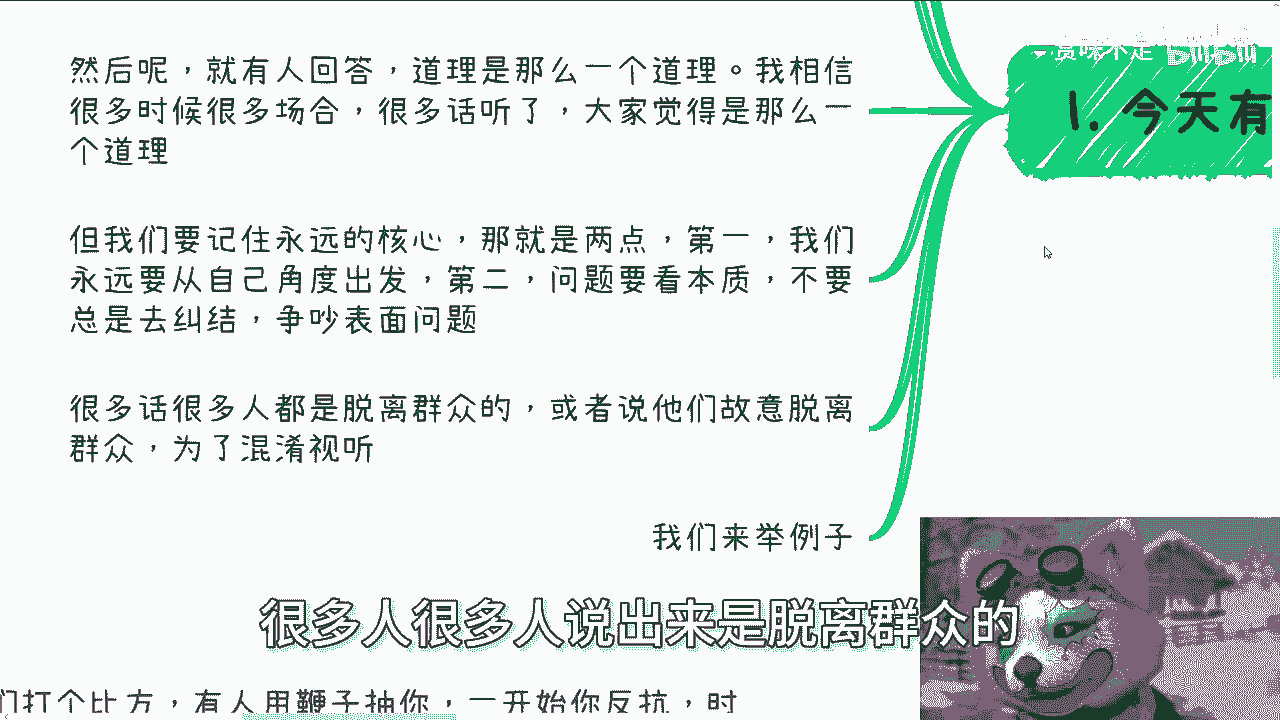 赏味不是 bilibili
然后呢，就有人回答，道理是那么一个道理。我相信
很多时候很多场合，很多话听了，大家觉得是那么一
个道理
1. 今天有
但我们要记住永远的核心，那就是两点，第一，我们
永远要从自己角度出发，第二，问题要看本质，不要
总是去纠结，争吵表面问题
很多话很多人都是脱离群众的，或者说他们故意脱离
群众，为了混淆视听
我们来举例子
很多人很多人说出来是脱离群众的
们打个比方，有人用鞭子抽你，一开始你反抗，时